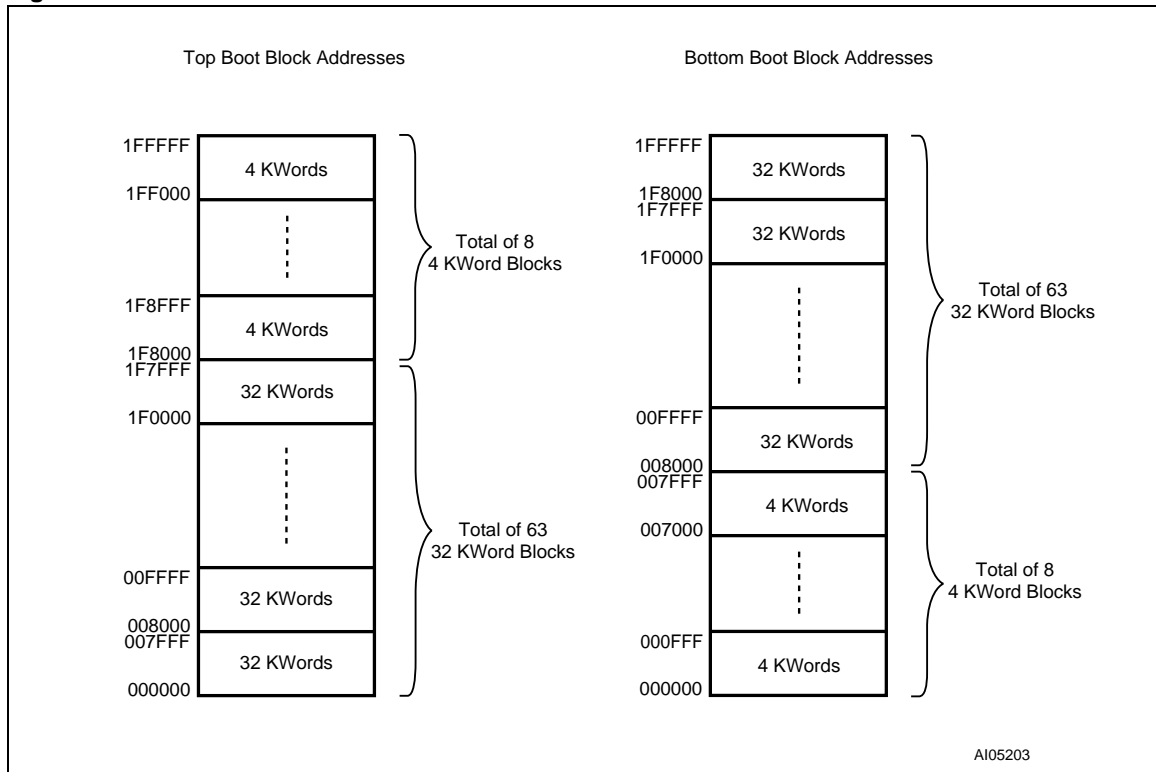 Top Boot Block Addresses
1FFFFF
4 KWords
1FF000
Total of 8
4 KWord Blocks
1F8FFF
4 KWords
1F8000
1F7FFF
32 KWords
1F0000
Total of 63
32 KWord Blocks
00FFFF
32 KWords
008000
007FFF
32 KWords
000000
Bottom Boot Block Addresses
1FFFFF
32 KWords
1F8000
1F7FFF
32 KWords
1F0000
Total of 63
32 KWord Blocks
00FFFF
32 KWords
008000
007FFF
4 KWords
007000
Total of 8
4 KWord Blocks
000FFF
4 KWords
000000
AI05203